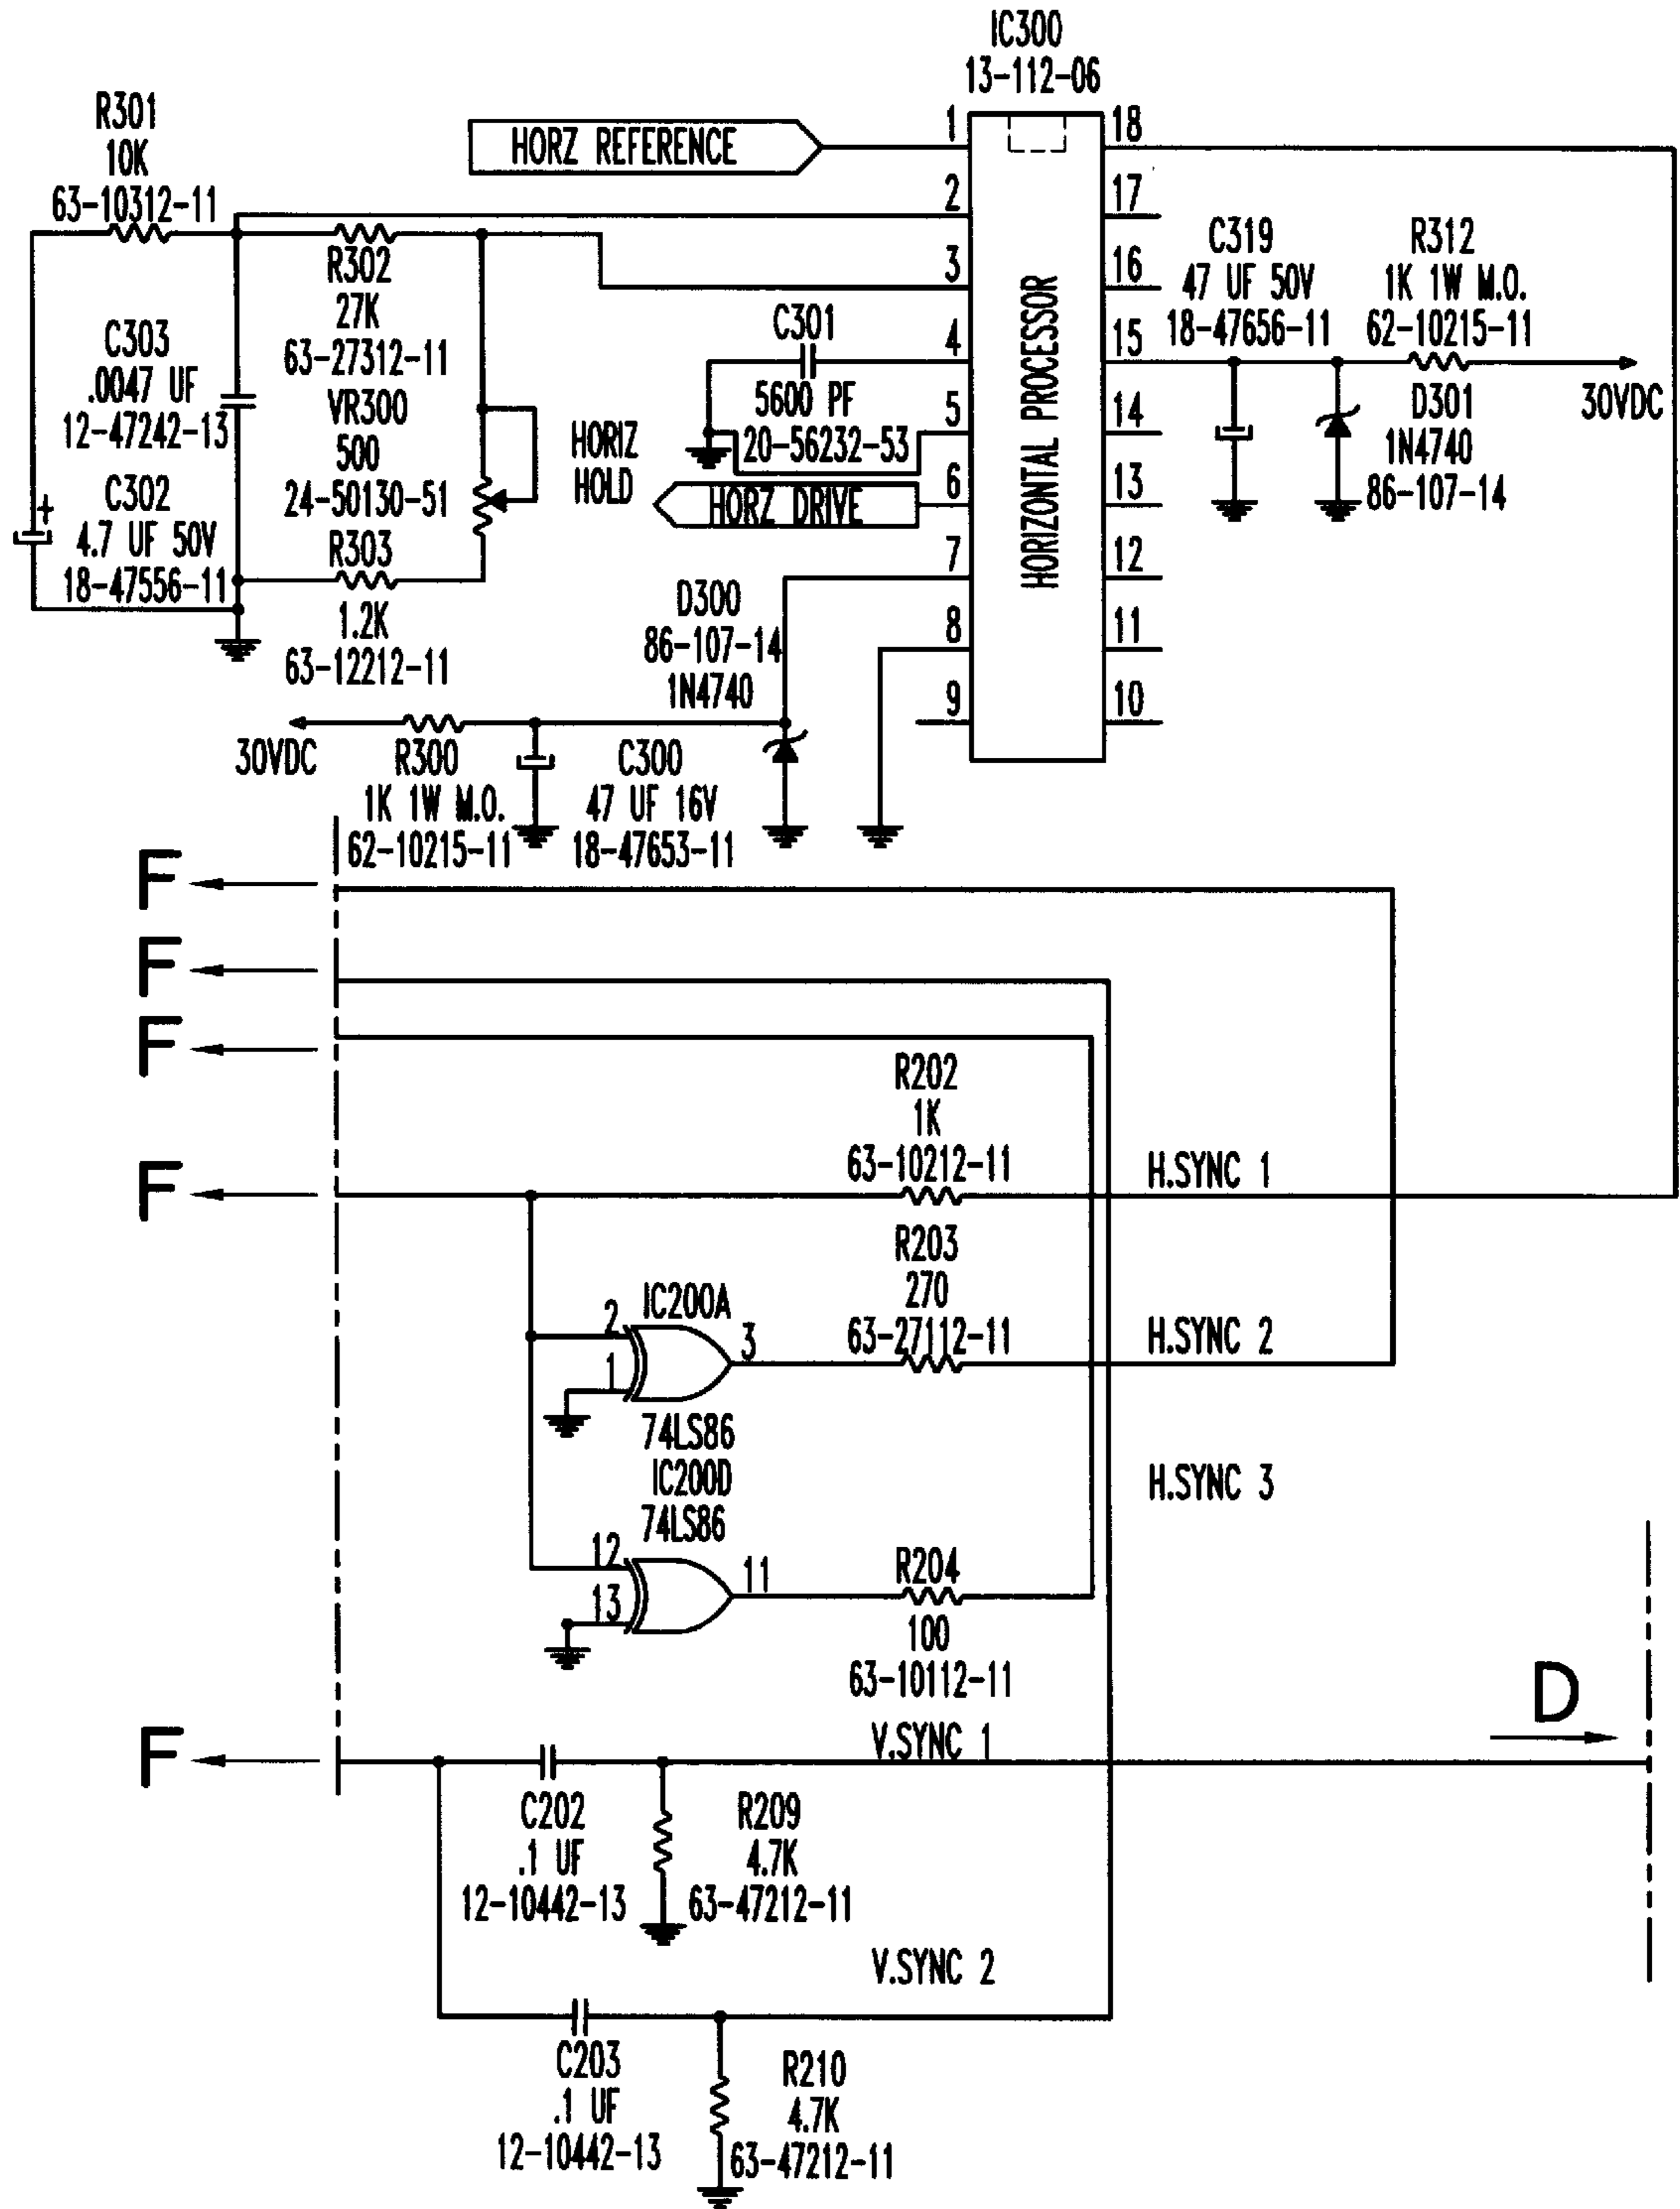 IC300
13-112-06
R301
10K
63-10312-11
HORZ REFERENCE
1
2
3
4
5
6
7
8
9
18
17
16
15
14
13
12
11
10
HORIZONTAL PROCESSOR
R302
27K
63-27312-11
VR300
500
24-50130-51
HORIZ
HOLD
R303
1.2K
63-12212-11
C303
.0047 UF
12-47242-13
C302
+
4.7 UF 50V
18-47556-11
C301
5600 PF
20-56232-53
HORZ DRIVE
C319
47 UF 50V
18-47656-11
R312
1K 1W M.O.
62-10215-11
30VDC
D301
1N4740
86-107-14
D300
86-107-14
1N4740
30VDC
R300
1K 1W M.O.
62-10215-11
C300
47 UF 16V
18-47653-11
F
F
F
R202
1K
63-10212-11
H.SYNC 1
F
R203
270
63-27112-11
H.SYNC 2
IC200A
2
1
3
74LS86
IC200D
74LS86
H.SYNC 3
12
13
11
R204
100
63-10112-11
D
F
V.SYNC 1
C202
.1 UF
12-10442-13
R209
4.7K
63-47212-11
V.SYNC 2
C203
.1 UF
12-10442-13
R210
4.7K
63-47212-11